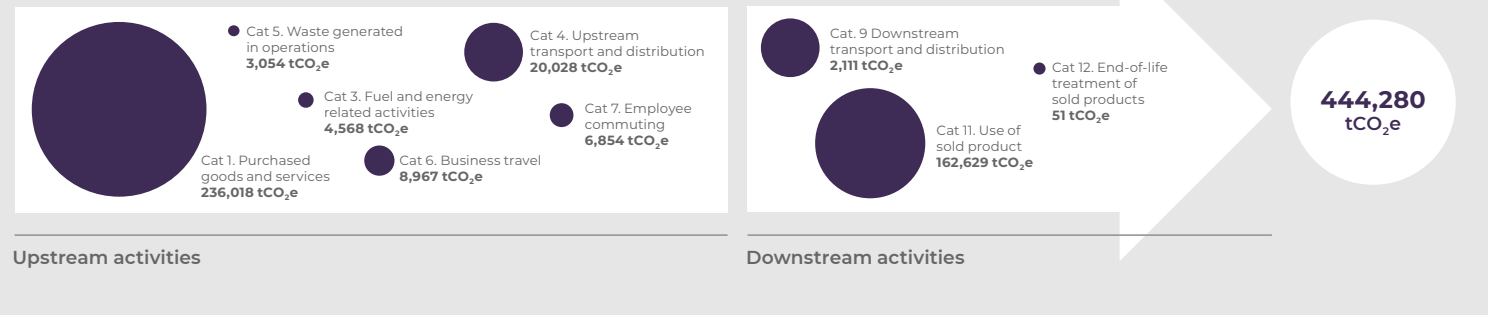 Cat 5. Waste generated
in operations
3,054 tCO₂e
Cat 4. Upstream
transport and distribution
20,028 tCO₂e
Cat 3. Fuel and energy
related activities
4,568 tCO₂e
Cat 7. Employee
commuting
6,854 tCO₂e
Cat 1. Purchased
goods and services
236,018 tCO₂e
Cat 6. Business travel
8,967 tCO₂e
Upstream activities
Cat. 9 Downstream
transport and distribution
2,111 tCO₂e
Cat 12. End-of-life
treatment of
sold products
51 tCO₂e
Cat 11. Use of
sold product
162,629 tCO₂e
Downstream activities
444,280
tCO₂e